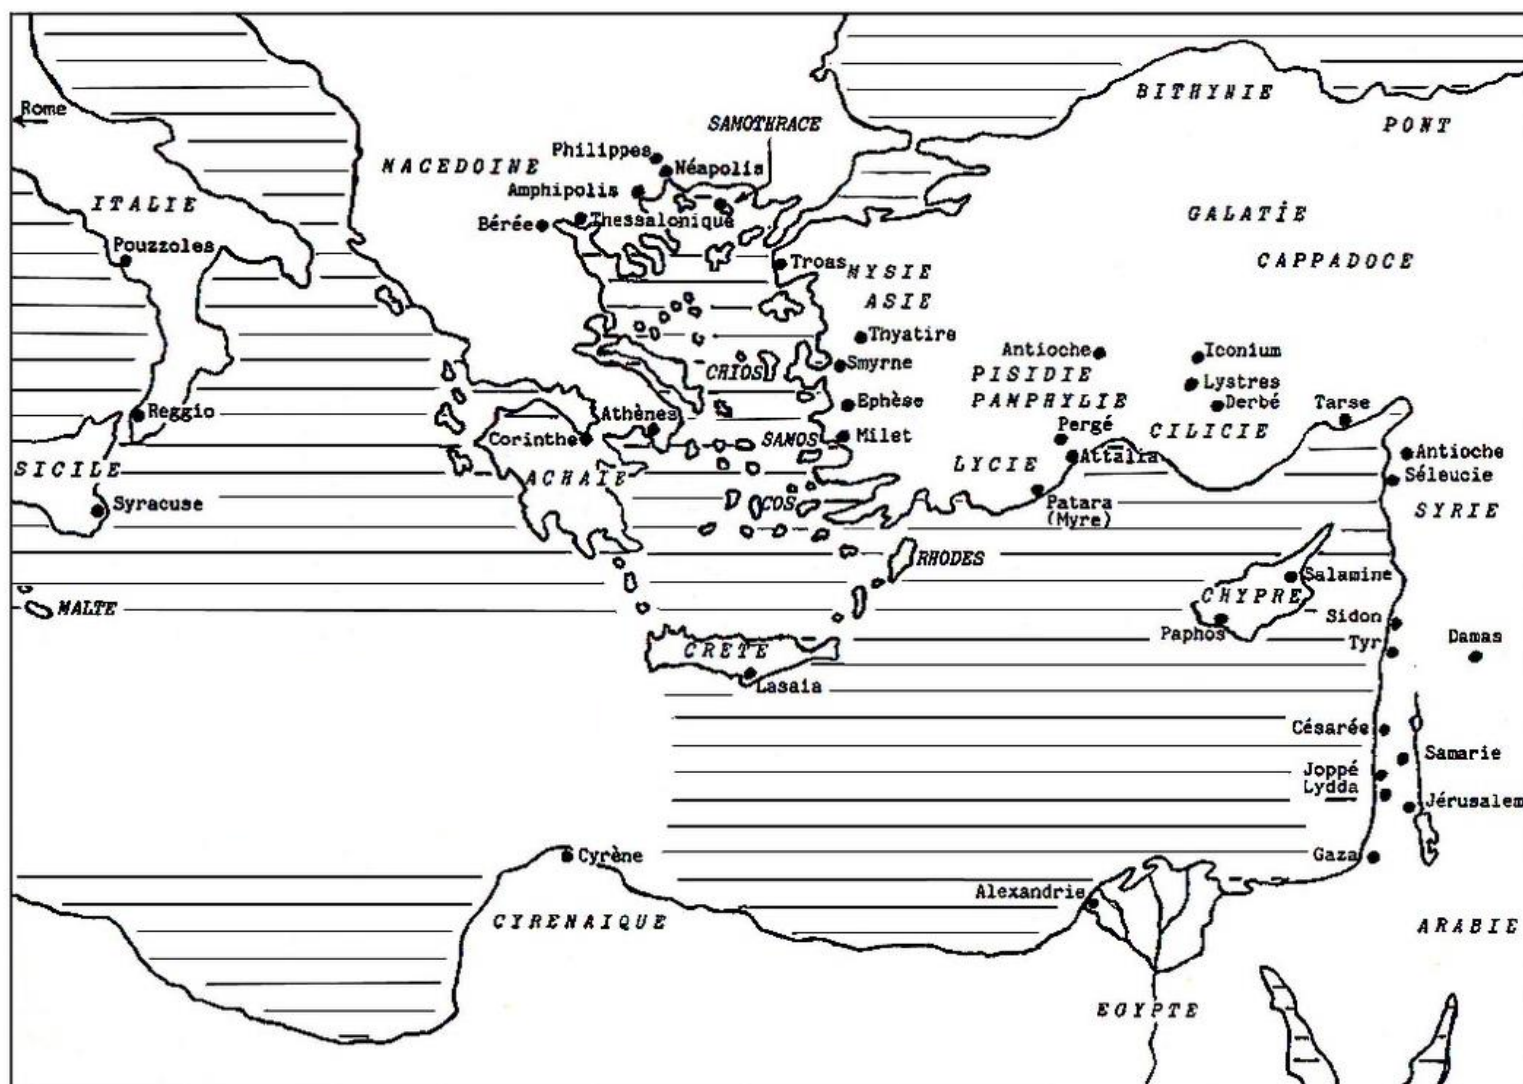 BITHYNIE
Rome
PONT
SAMOTHRACE
Philippes
MACEDOINE
Néapolis
Amphipolis
ITALIE
GALATÎE
Bérée
Thessalonique
Pouzzoles
CAPPADOCE
Troas
MYSIE
ASIE
Thyatire
Antioche
Iconium
Smyrne
CHIOS
PISIDIE
Lystres
Reggio
Athènes
Ephèse
PAMPHYLIE
Derbé
Tarse
Corinthe
SAMOS
Milet
Pergé
CILICIE
Attalia
Antioche
SICILE
ACHAÏE
LYCIE
Séleucie
Syracuse
COS
Patara
(Myre)
SYRIE
RHODES
Salamine
MALTE
CHYPRE
Sidon
Paphos
Damas
Tyr
CRETE
Lasaia
Césarée
Samarie
Joppé
Lydda
Jérusalem
Cyrène
Gaza
Alexandrie
CYRENAIQUE
ARABIE
EGYPTE